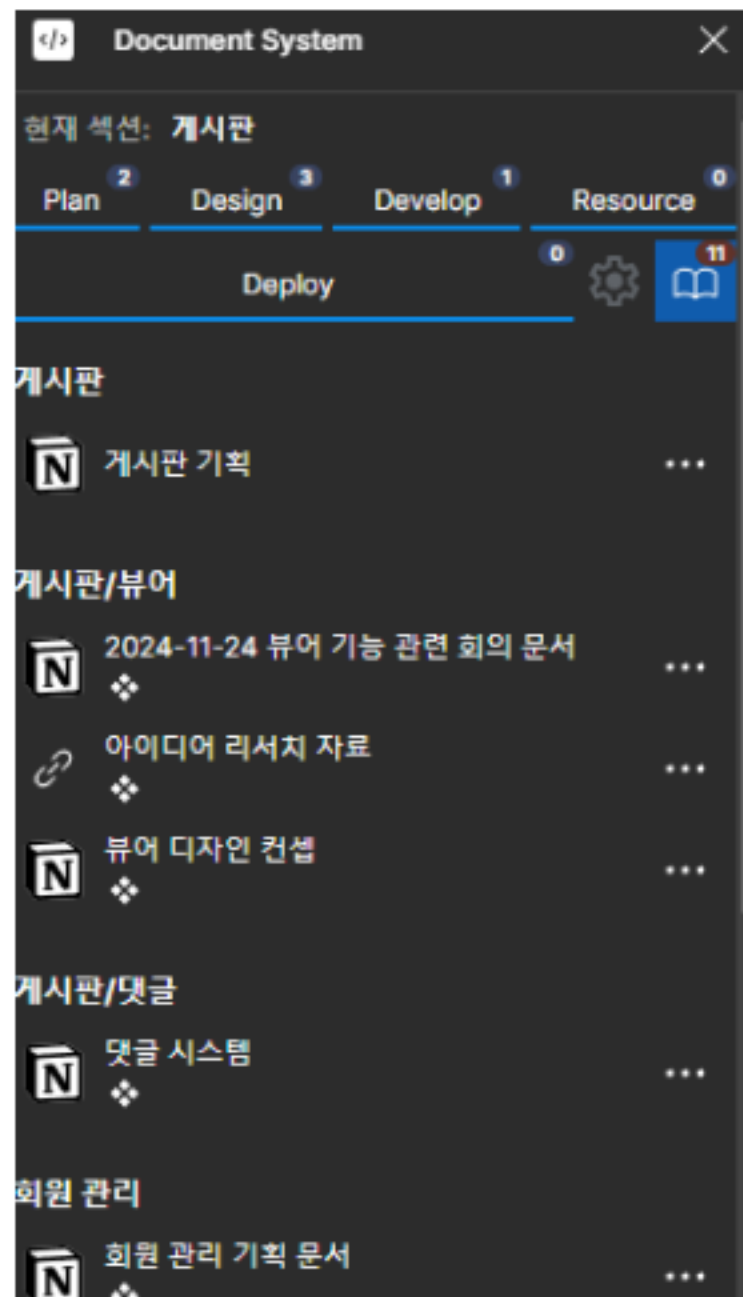 </> Document System
현재 섹션: 게시판
Plan 2 Design 3 Develop 1 Resource 0
Deploy 0 11
게시판
N 게시판 기획
게시판/뷰어
N 2024-11-24 뷰어 기능 관련 회의 문서
아이디어 리서치 자료
N 뷰어 디자인 컨셉
게시판/댓글
N 댓글 시스템
회원 관리
N 회원 관리 기획 문서